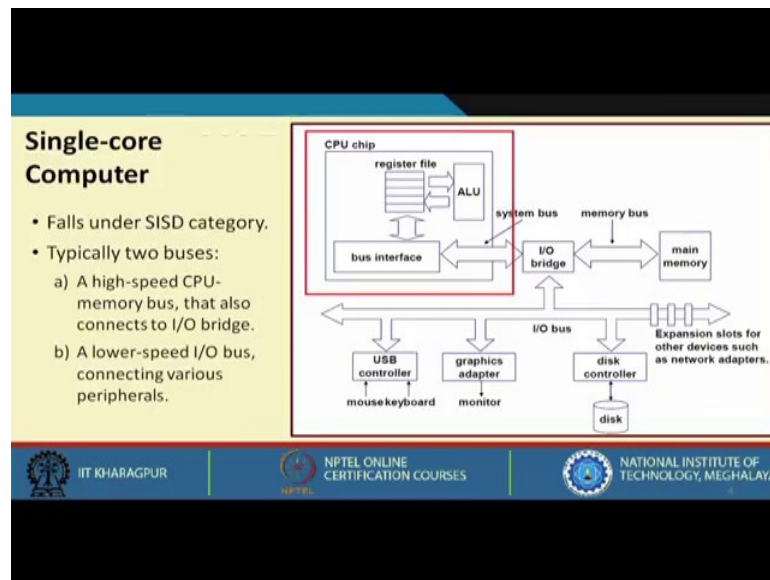 Single-core
Computer
• Falls under SISD category.
• Typically two buses:
a) A high-speed CPU-
memory bus, that also
connects to I/O bridge.
b) A lower-speed I/O bus,
connecting various
peripherals.
CPU chip
register file
ALU
system bus
memory bus
bus interface
I/O
bridge
main
memory
I/O bus
Expansion slots for
other devices such
as network adapters.
USB
controller
graphics
adapter
disk
controller
mouse
keyboard
monitor
disk
IIT KHARAGPUR
NPTEL
NPTEL ONLINE
CERTIFICATION COURSES
NATIONAL INSTITUTE OF
TECHNOLOGY, MEGHALAYA
4